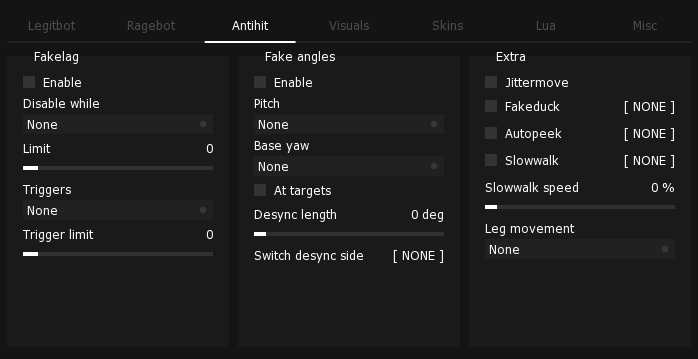 Legitbot Ragebot Antihit Visuals Skins Lua Misc
Fakelag
Enable
Disable while
None
Limit 0
Triggers
None
Trigger limit 0
Fake angles
Enable
Pitch
None
Base yaw
None
At targets
Desync length 0 deg
Switch desync side [ NONE ]
Extra
Jittermove
Fakeduck [ NONE ]
Autopeek [ NONE ]
Slowwalk [ NONE ]
Slowwalk speed 0 %
Leg movement
None